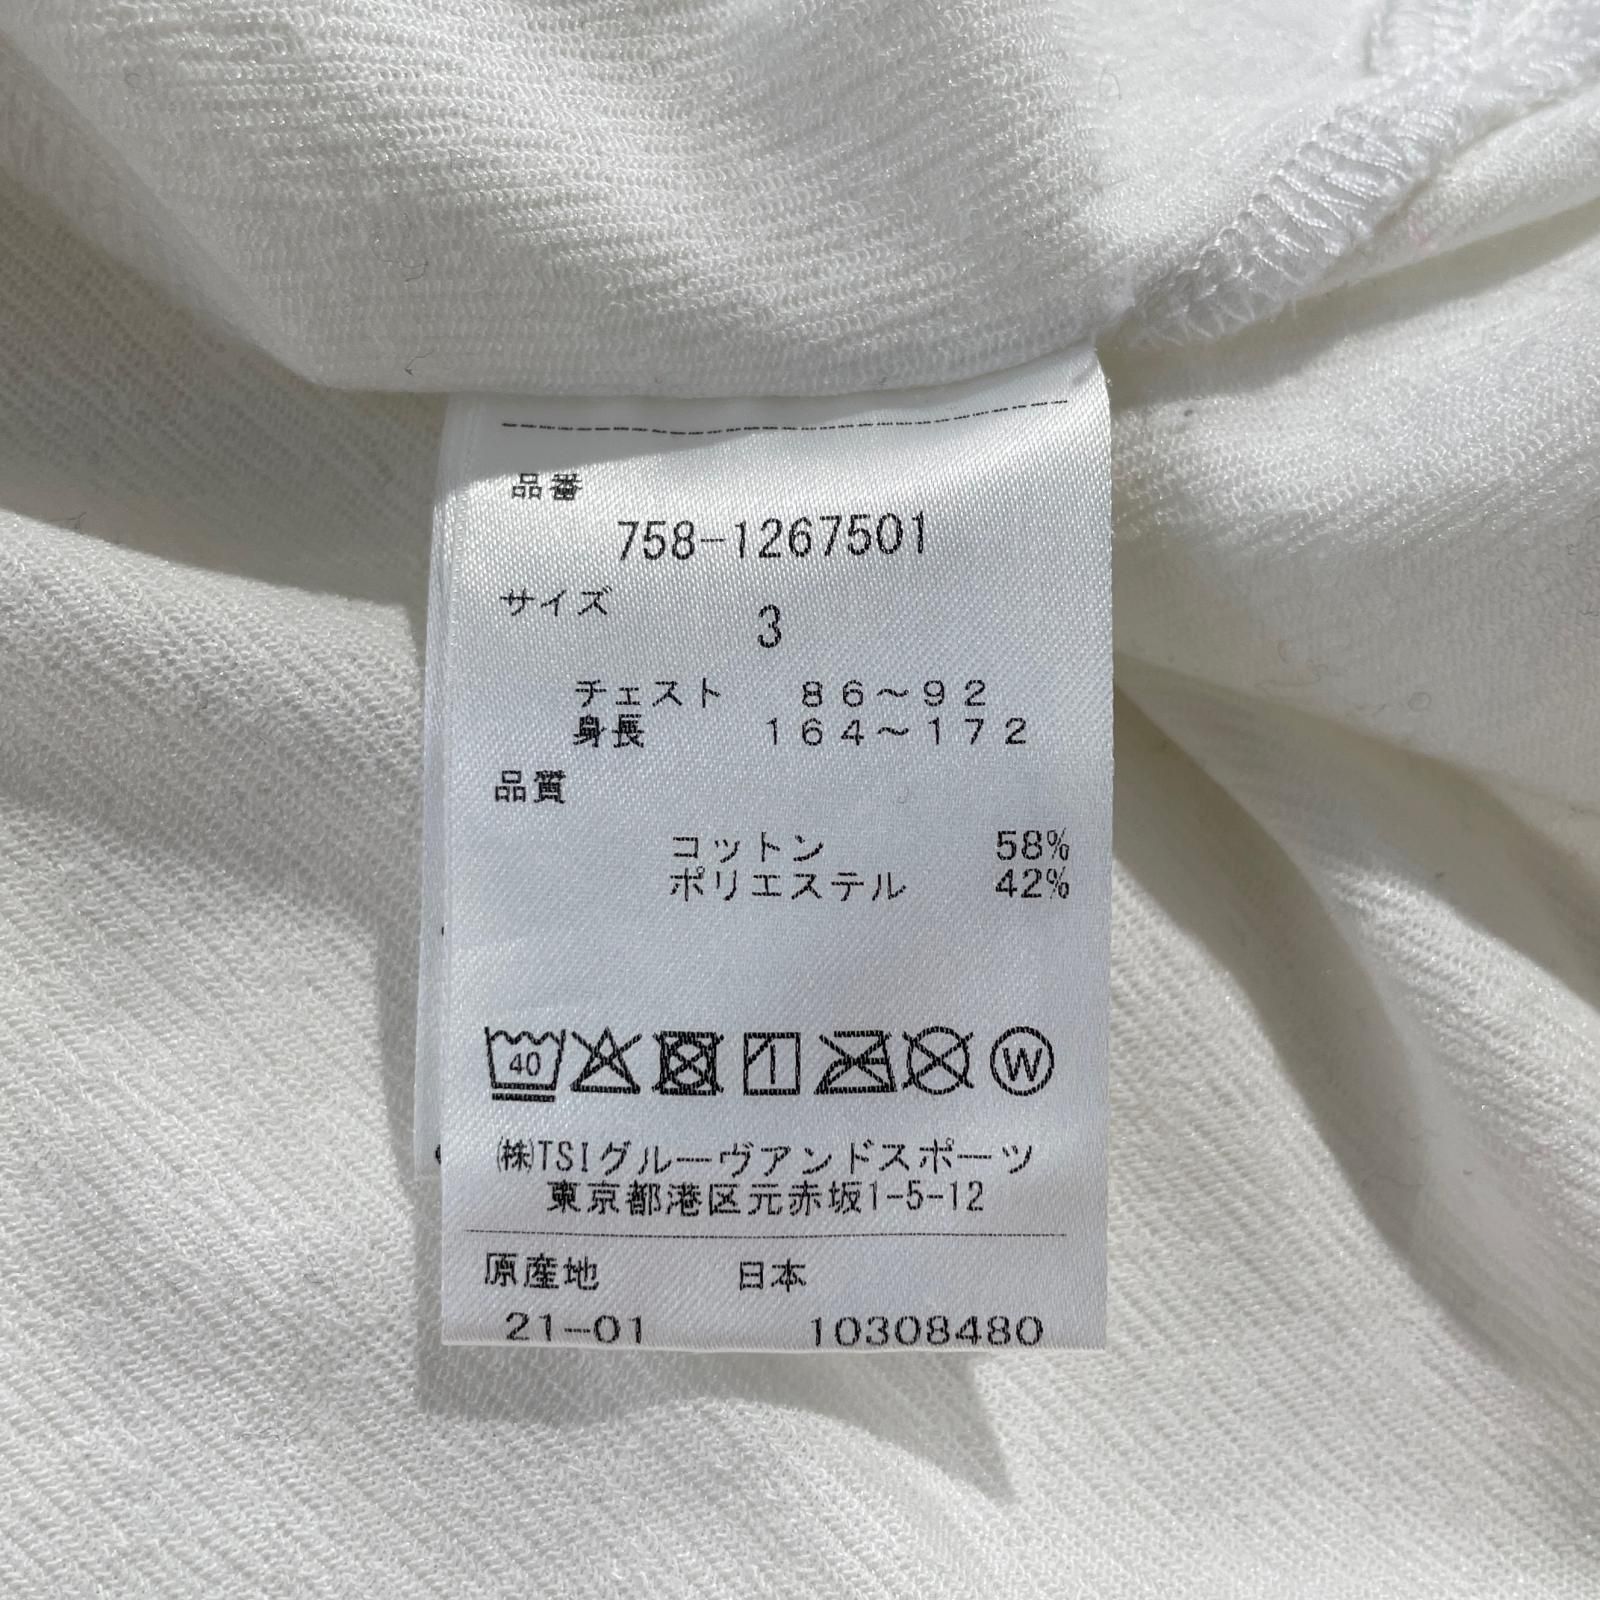 品番
758-1267501
サイズ
3
チェスト 86〜92
身長 164〜172
品質
コットン 58%
ポリエステル 42%
40 W
㈱TSIグルーヴアンドスポーツ
東京都港区元赤坂1-5-12
原産地 日本
21-01 10308480